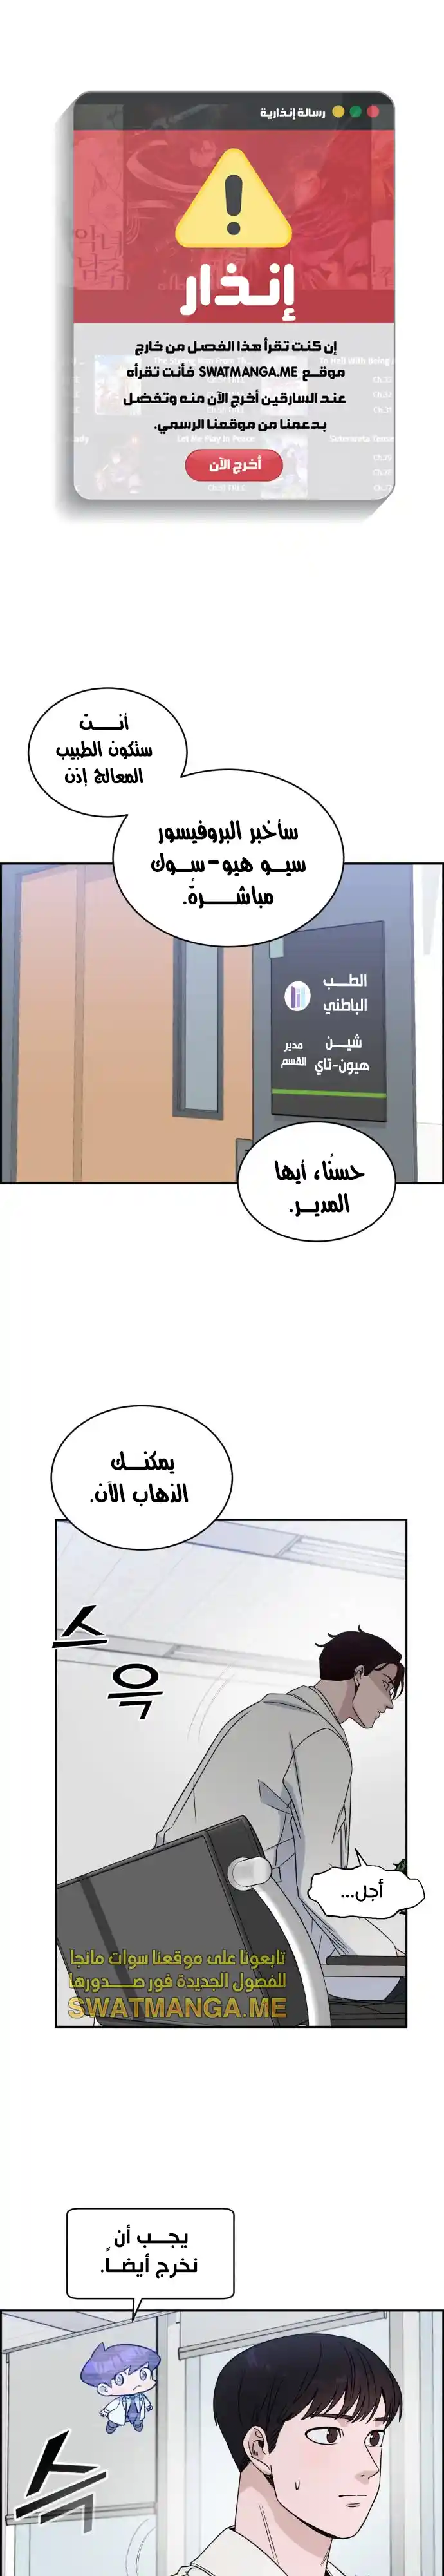 رسالة إنذارية
إنذار
إن كنت تقرأ هذا الفصل من خارج
موقع SWATMANGA.ME فأنت تقرأه
عند السارقين أخرج الآن منه وتفضل
بدعمنا من موقعنا الرسمي.
أخرج الآن
أنت
ستكون الطبيب
المعالج إذن
سأخبر البروفيسور
سيو هيو-سوك
مباشرةً.
الطب
الباطني
شين
هيون-تاي
مدير
القسم
حسنًا، أيها
المدير.
يمكنك
الذهاب الآن.
스
윽
أجل...
تابعونا على موقعنا سوات مانجا
للفصول الجديدة فور صدورها
SWATMANGA.ME
يجب أن
نخرج أيضاً.
스